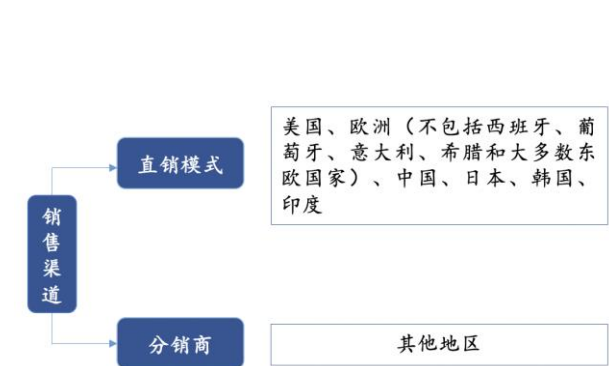 销售渠道
直销模式
美国、欧洲（不包括西班牙、葡
萄牙、意大利、希腊和大多数东
欧国家）、中国、日本、韩国、
印度
分销商
其他地区